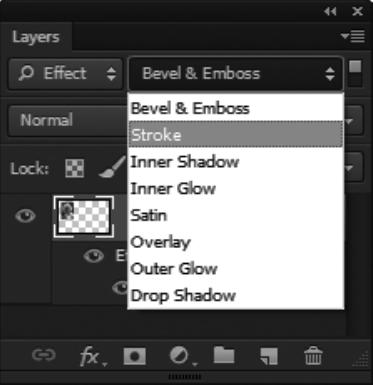 Layers
Effect Bevel & Emboss
Bevel & Emboss
Normal
Stroke
Inner Shadow
Lock:
Inner Glow
Satin
Overlay
Outer Glow
Drop Shadow
fx